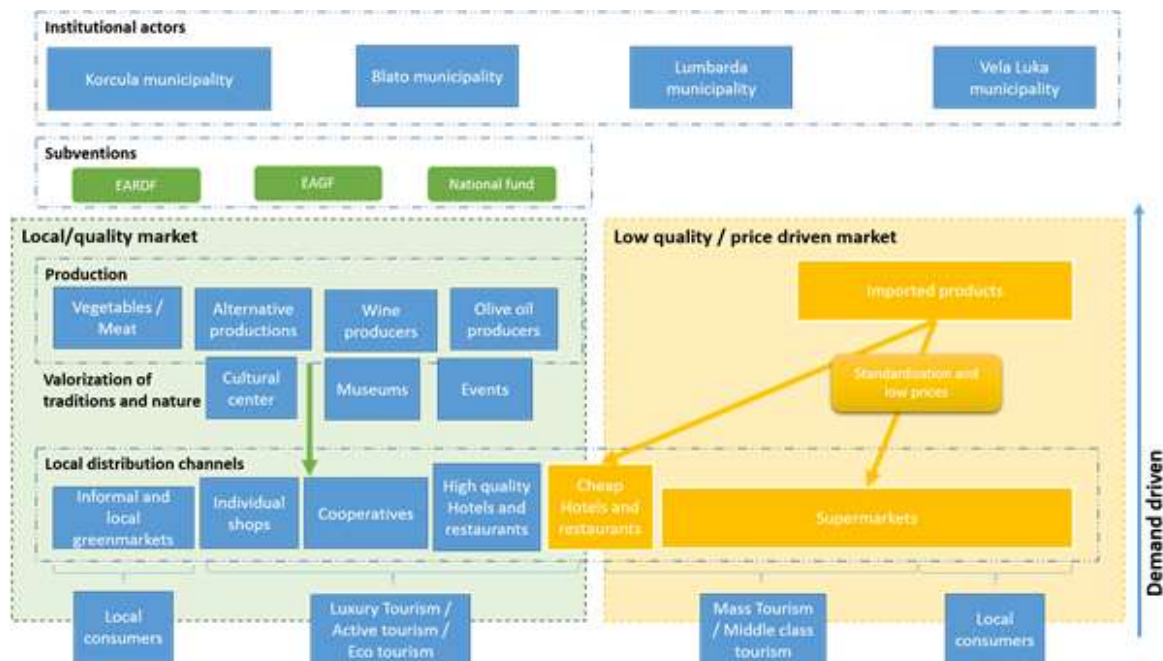 Institutional actors
Korcula municipality
Blato municipality
Lumbarda
municipality
Vela Luka
municipality
Subventions
EARDF
EAGF
National fund
Local/quality market
Low quality / price driven market
Production
Vegetables /
Meat
Alternative
productions
Wine
producers
Olive oil
producers
Imported products
Valorization of
traditions and nature
Cultural
center
Museums
Events
Standardization and
low prices
Local distribution channels
Informal and
local
greenmarkets
Individual
shops
Cooperatives
High quality
Hotels and
restaurants
Cheap
Hotels and
restaurants
Supermarkets
Demand driven
Local
consumers
Luxury Tourism /
Active tourism /
Eco tourism
Mass Tourism
/ Middle class
tourism
Local
consumers